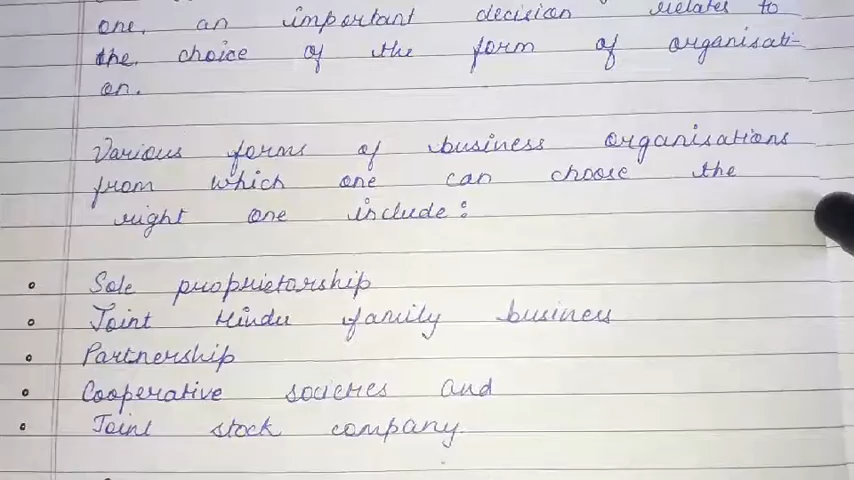 one, an important decision relates to
the choice of the form of organisati-
on.
Various forms of business organisations
from which one can choose the
right one include:
• Sole proprietorship
• Joint Hindu family business
• Partnership
• Cooperative societies and
• Joint stock company.